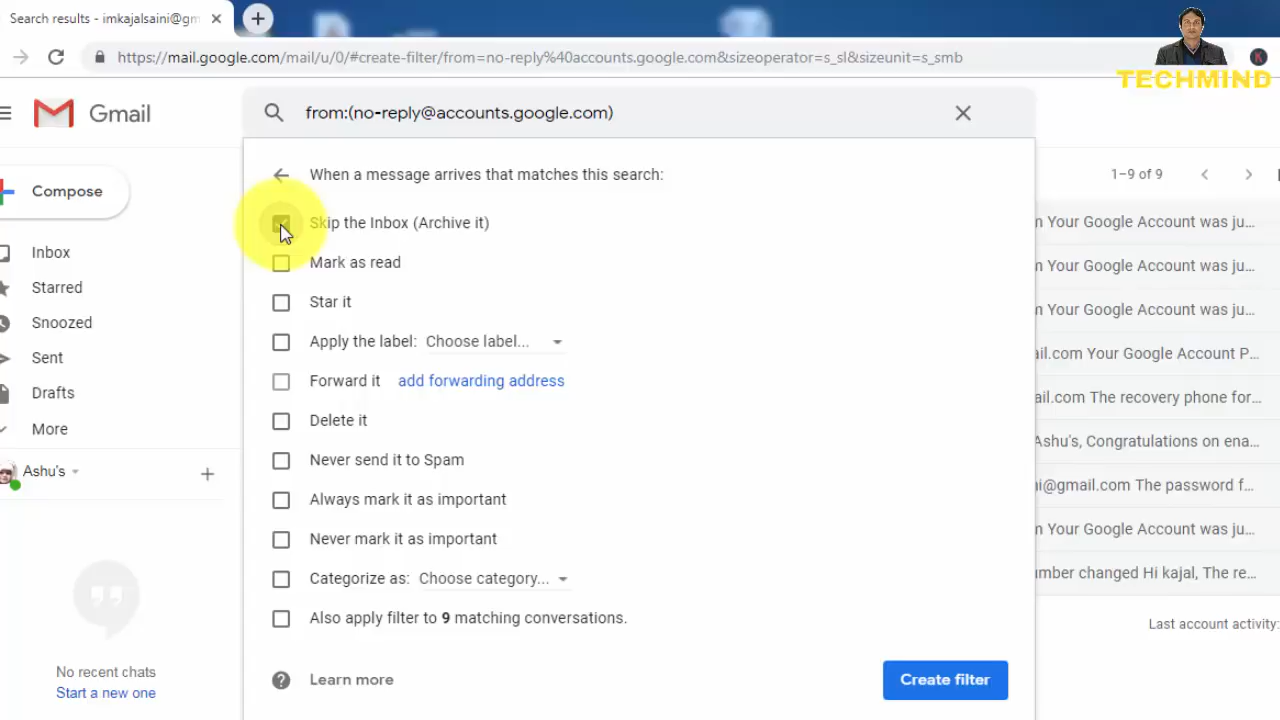 Search results - imkajalsaini@gm
https://mail.google.com/mail/u/0/#create-filter/from=no-reply%40accounts.google.com&sizeoperator=s_sl&sizeunit=s_smb
K
TECHMIND
Gmail
from:(no-reply@accounts.google.com)
Compose
When a message arrives that matches this search:
1–9 of 9
Skip the Inbox (Archive it)
Your Google Account was ju...
Inbox
Mark as read
Your Google Account was ju...
Starred
Star it
Your Google Account was ju...
Snoozed
Apply the label: Choose label...
ail.com Your Google Account P...
Sent
Forward it add forwarding address
ail.com The recovery phone for...
Drafts
Delete it
Ashu's, Congratulations on ena...
More
Never send it to Spam
Ashu's
i@gmail.com The password f...
Always mark it as important
Your Google Account was ju...
Never mark it as important
Categorize as: Choose category...
mber changed Hi kajal, The re...
Also apply filter to 9 matching conversations.
Last account activity:
No recent chats
Start a new one
Learn more
Create filter